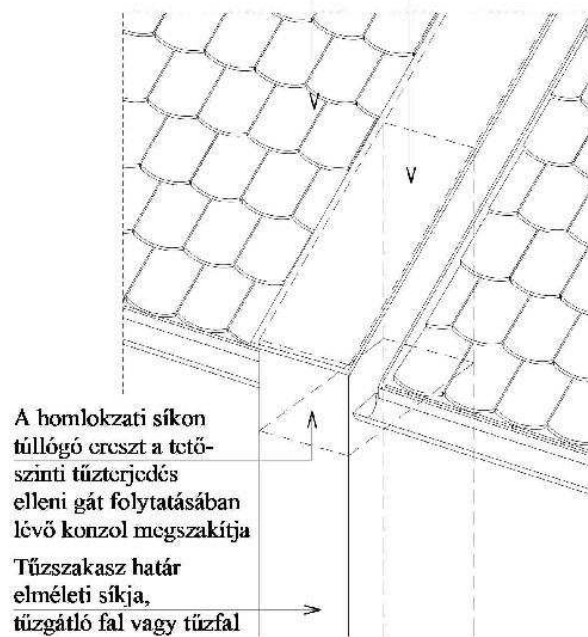 A homlokzati síkon
túllógó ereszt a tető-
szinti tűzterjedés
elleni gát folytatásában
lévő konzol megszakítja
Tűzszakasz határ
elméleti síkja,
tűzgátló fal vagy tűzfal